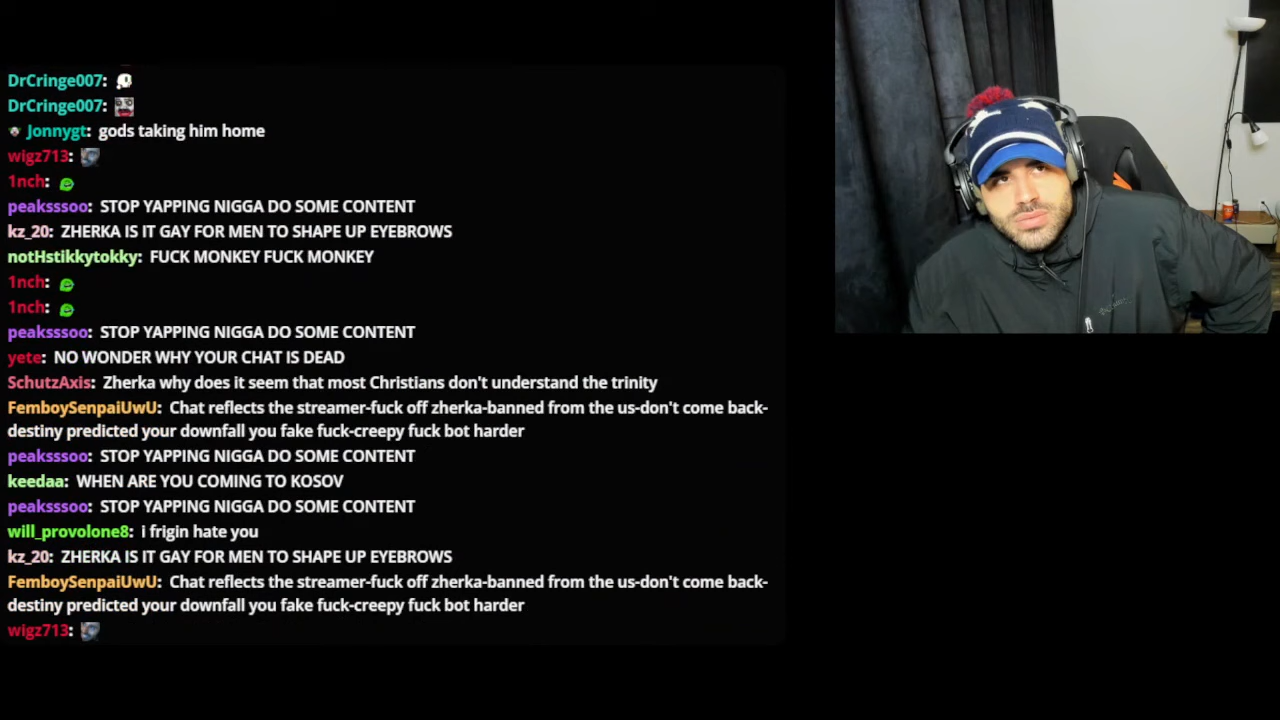 DrCringe007:
DrCringe007:
Jonnygt: gods taking him home
wigz713:
1nch:
peaksssoo: STOP YAPPING NIGGA DO SOME CONTENT
kz_20: ZHERKA IS IT GAY FOR MEN TO SHAPE UP EYEBROWS
notHstikkytokky: FUCK MONKEY FUCK MONKEY
1nch:
1nch:
peaksssoo: STOP YAPPING NIGGA DO SOME CONTENT
yete: NO WONDER WHY YOUR CHAT IS DEAD
SchutzAxis: Zherka why does it seem that most Christians don't understand the trinity
FemboySenpaiUwU: Chat reflects the streamer-fuck off zherka-banned from the us-don't come back-
destiny predicted your downfall you fake fuck-creepy fuck bot harder
peaksssoo: STOP YAPPING NIGGA DO SOME CONTENT
keedaa: WHEN ARE YOU COMING TO KOSOV
peaksssoo: STOP YAPPING NIGGA DO SOME CONTENT
will_provolone8: i frigin hate you
kz_20: ZHERKA IS IT GAY FOR MEN TO SHAPE UP EYEBROWS
FemboySenpaiUwU: Chat reflects the streamer-fuck off zherka-banned from the us-don't come back-
destiny predicted your downfall you fake fuck-creepy fuck bot harder
wigz713: